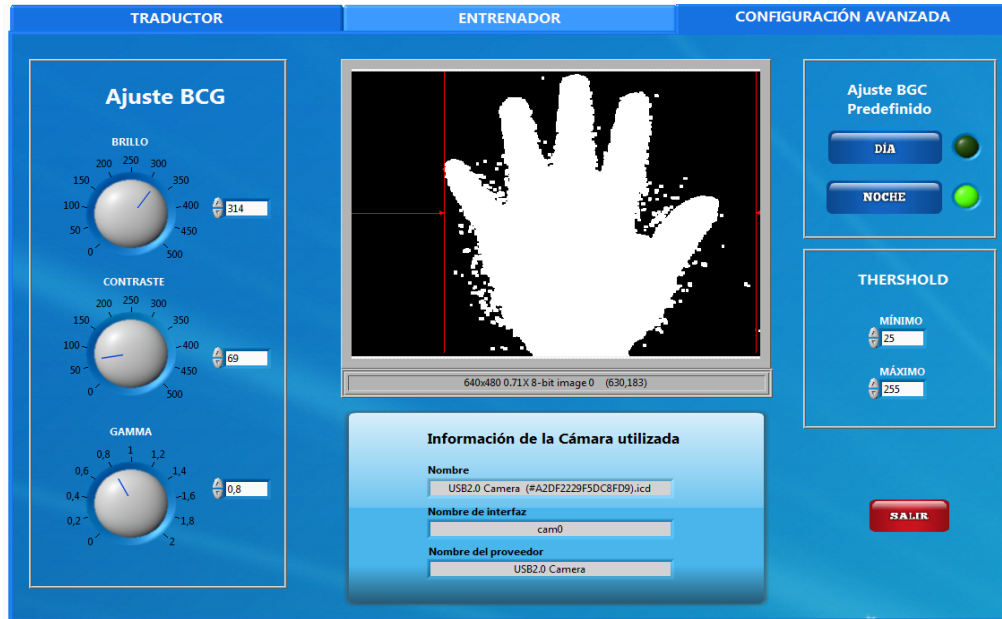 TRADUCTOR
ENTRENADOR
CONFIGURACIÓN AVANZADA
Ajuste BCG
BRILLO
0
50
100
150
200
250
300
350
400
450
500
314
CONTRASTE
0
50
100
150
200
250
300
350
400
450
500
69
GAMMA
0
0,2
0,4
0,6
0,8
1
1,2
1,4
1,6
1,8
2
0,8
640x480 0.71X 8-bit image 0 (630,183)
Información de la Cámara utilizada
Nombre
USB2.0 Camera (#A2DF2229F5DC8FD9).icd
Nombre de interfaz
cam0
Nombre del proveedor
USB2.0 Camera
Ajuste BGC
Predefinido
DÍA
NOCHE
THERSHOLD
MÍNIMO
25
MÁXIMO
255
SALIR